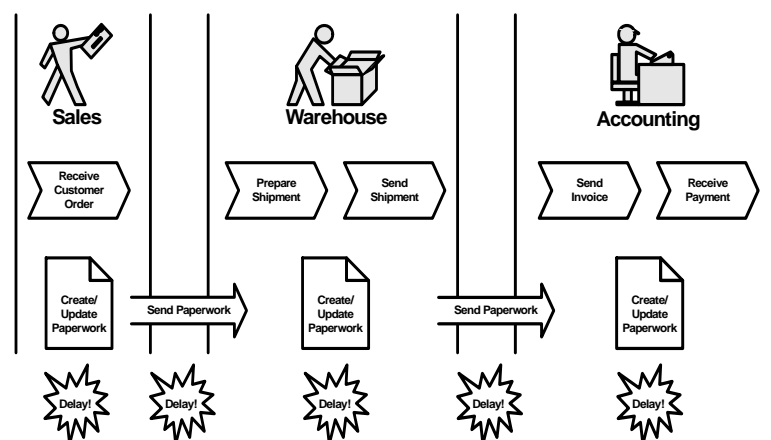 Sales
Warehouse
Accounting
Receive
Customer
Order
Prepare
Shipment
Send
Shipment
Send
Invoice
Receive
Payment
Create/
Update
Paperwork
Send Paperwork
Create/
Update
Paperwork
Send Paperwork
Create/
Update
Paperwork
Delay!
Delay!
Delay!
Delay!
Delay!